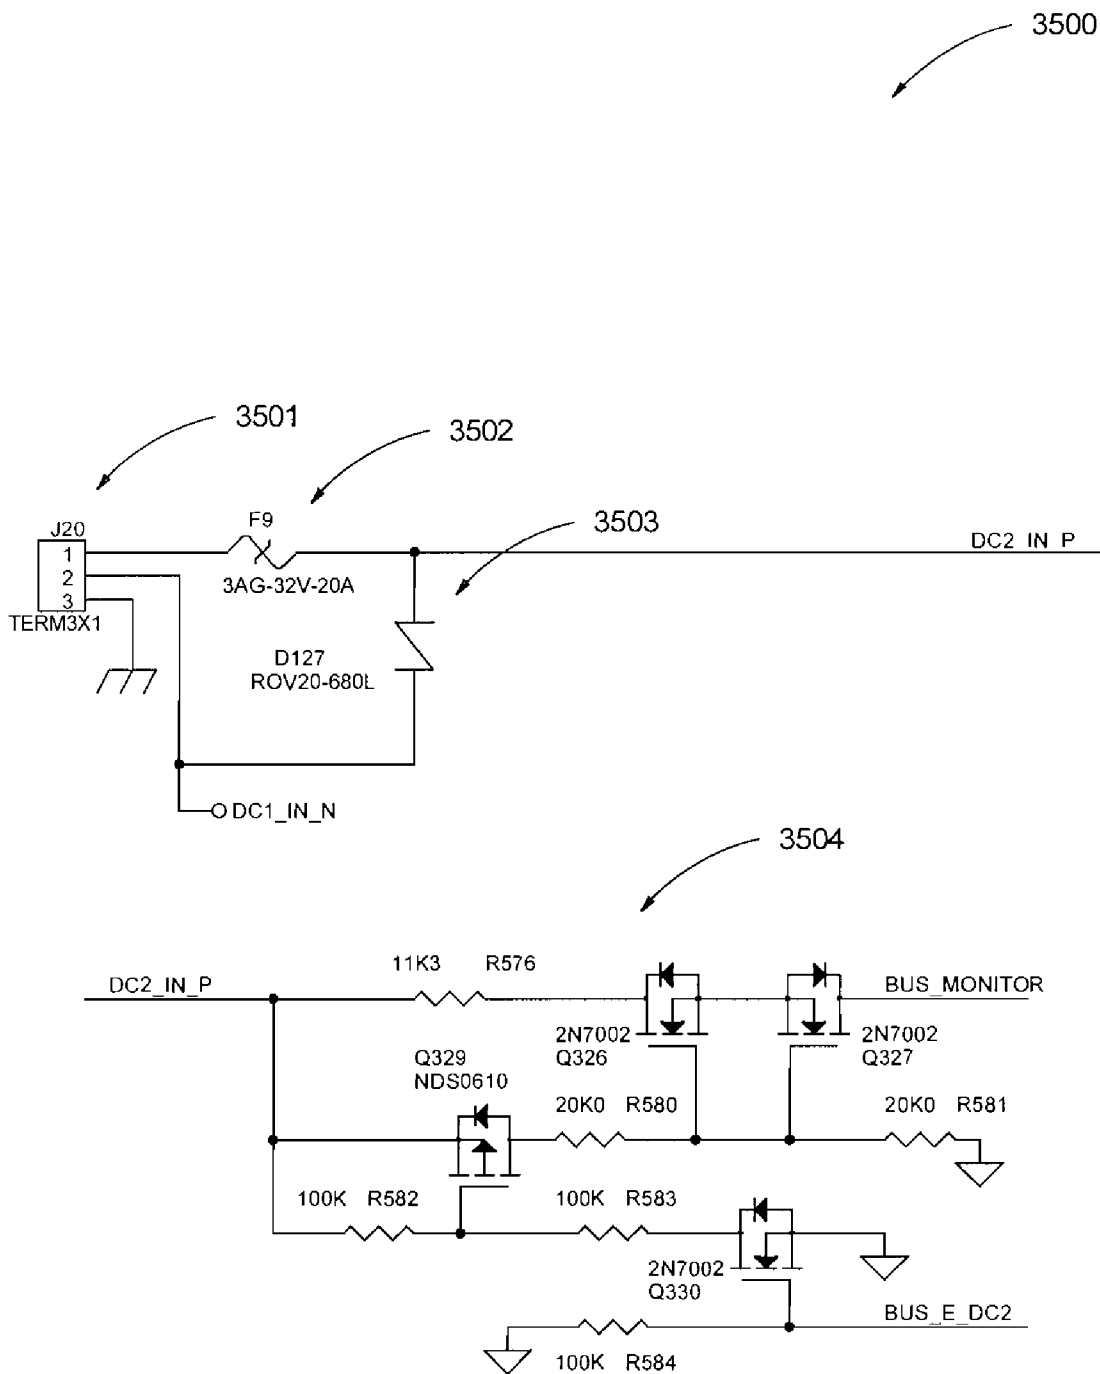 3500
3501
3502
3503
J20
1
2
3
TERM3X1
F9
3AG-32V-20A
DC2_IN_P
D127
ROV20-680L
DC1_IN_N
3504
DC2_IN_P
11K3 R576
2N7002
Q326
2N7002
Q327
BUS_MONITOR
Q329
NDS0610
20K0 R580
20K0 R581
100K R582
100K R583
2N7002
Q330
BUS_E_DC2
100K R584